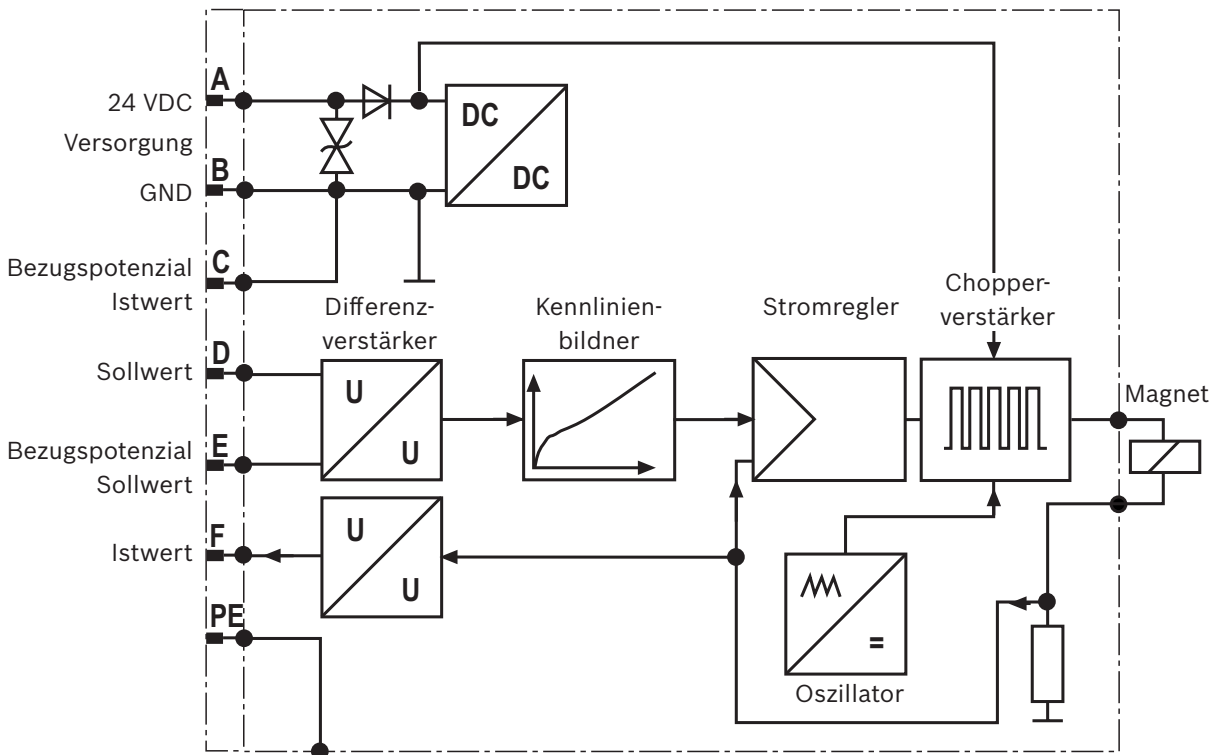 A
24 VDC
Versorgung
B
GND
C
Bezugspotenzial
Istwert
D
Sollwert
E
Bezugspotenzial
Sollwert
F
Istwert
PE
DC
DC
Differenz-
verstärker
U
U
Kennlinien-
bildner
Stromregler
Chopper-
verstärker
Magnet
U
U
=
Oszillator